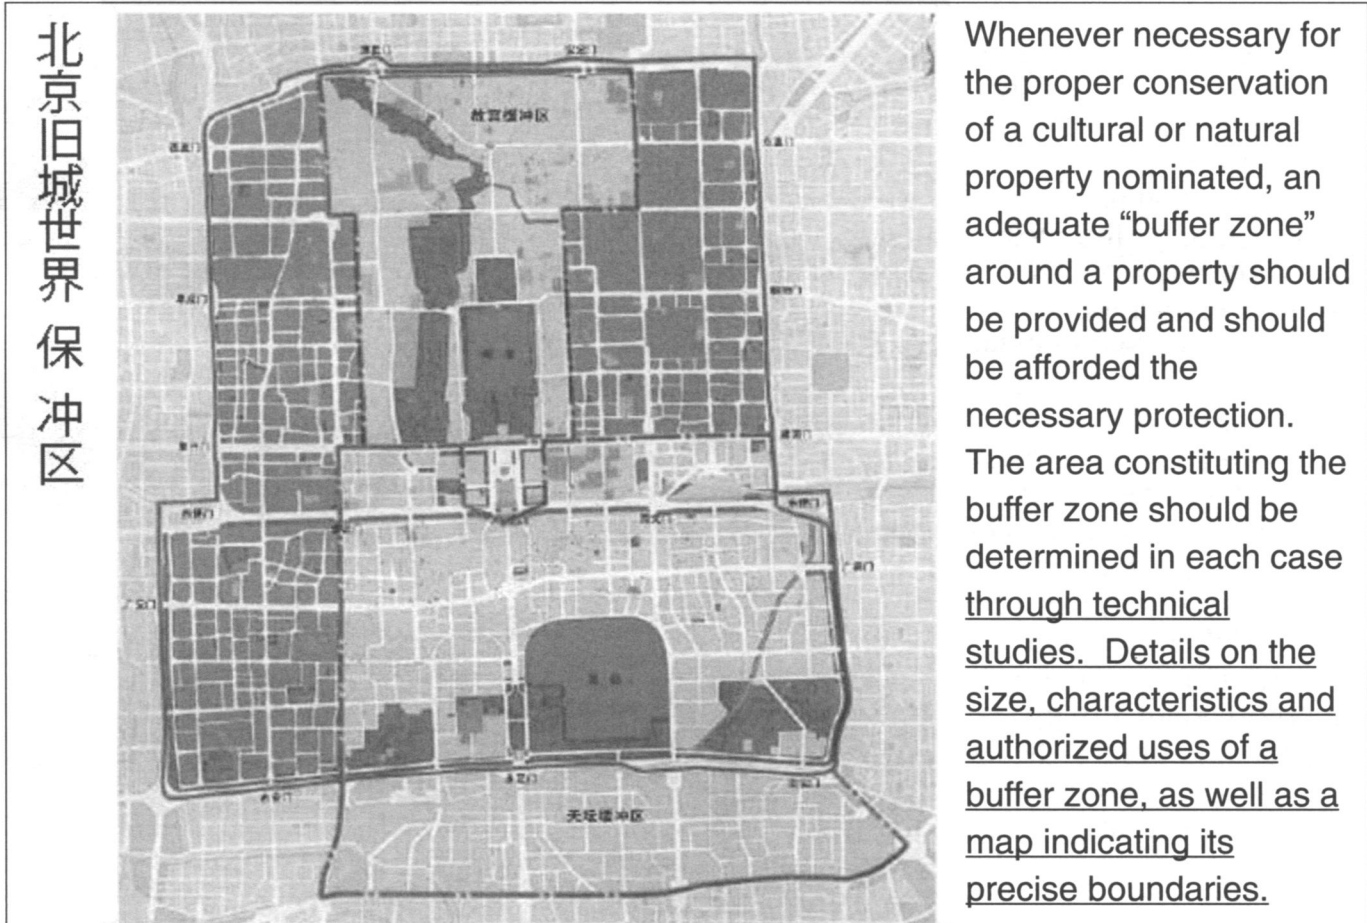 北京旧城世界 保 冲区
故宫缓冲区
天坛缓冲区
Whenever necessary for
the proper conservation
of a cultural or natural
property nominated, an
adequate “buffer zone”
around a property should
be provided and should
be afforded the
necessary protection.
The area constituting the
buffer zone should be
determined in each case
through technical
studies.  Details on the
size, characteristics and
authorized uses of a
buffer zone, as well as a
map indicating its
precise boundaries.